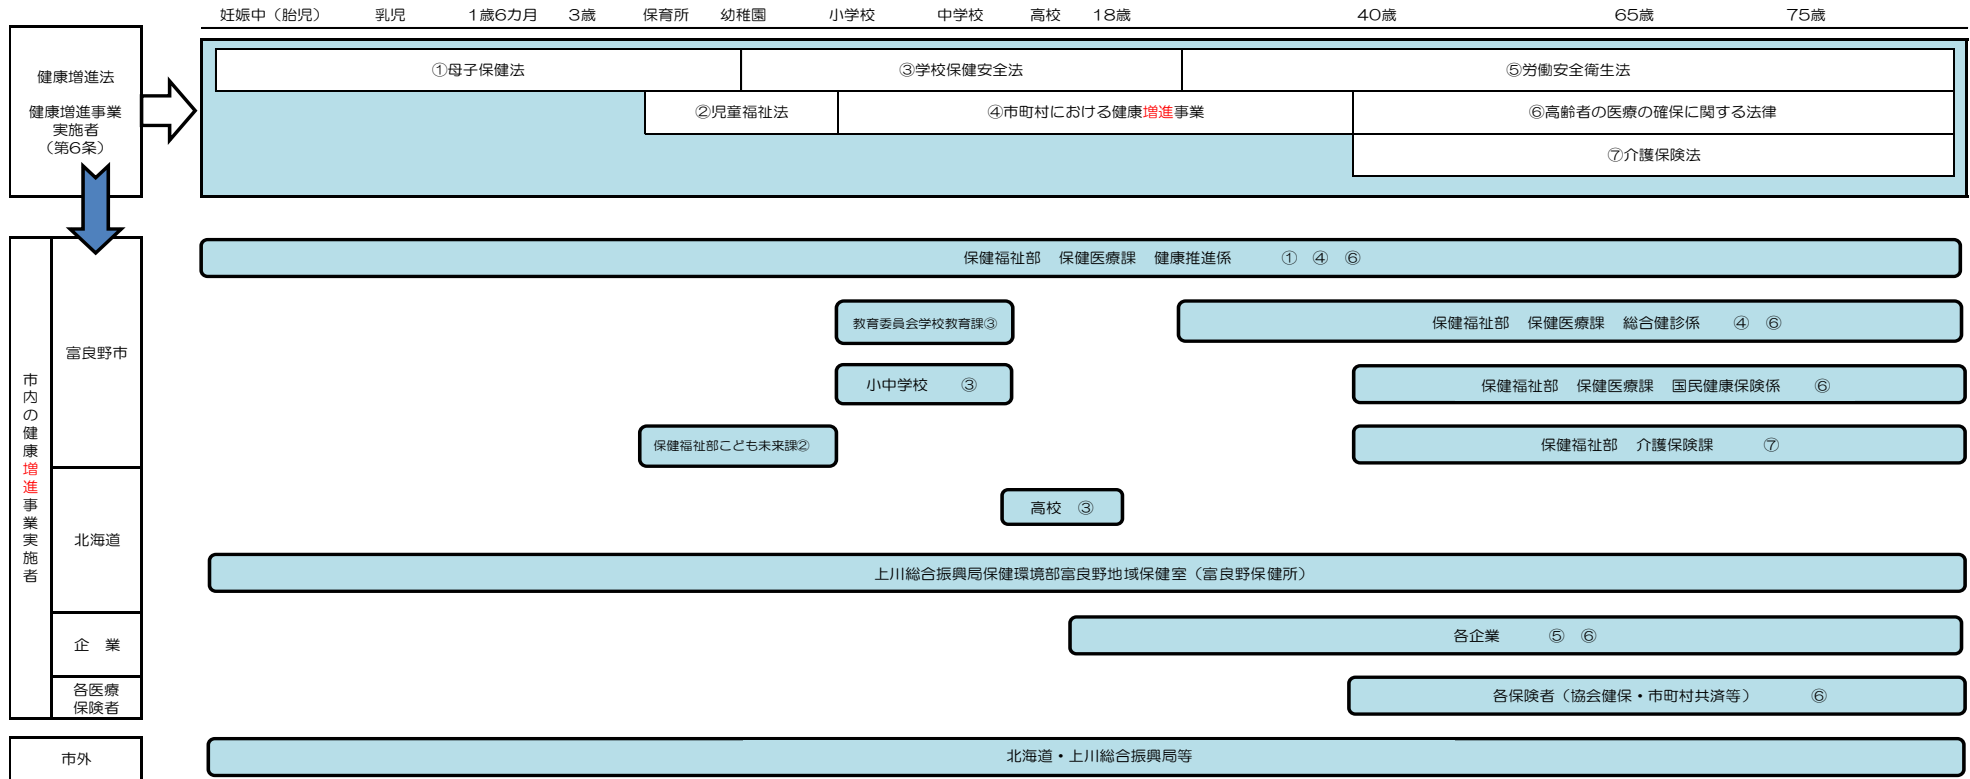 妊娠中（胎児） 乳児 1歳6カ月 3歳 保育所 幼稚園 小学校 中学校 高校 18歳 40歳 65歳 75歳
健康増進法
健康増進事業
実施者
（第6条）
①母子保健法 ③学校保健安全法 ⑤労働安全衛生法
②児童福祉法 ④市町村における健康増進事業 ⑥高齢者の医療の確保に関する法律
⑦介護保険法
市内の健康増進事業実施者
富良野市
保健福祉部 保健医療課 健康推進係 ① ④ ⑥
教育委員会学校教育課③ 保健福祉部 保健医療課 総合健診係 ④ ⑥
小中学校 ③ 保健福祉部 保健医療課 国民健康保険係 ⑥
保健福祉部こども未来課② 保健福祉部 介護保険課 ⑦
北海道
高校 ③
上川総合振興局保健環境部富良野地域保健室（富良野保健所）
企 業
各企業 ⑤ ⑥
各医療
保険者
各保険者（協会健保・市町村共済等） ⑥
市外
北海道・上川総合振興局等